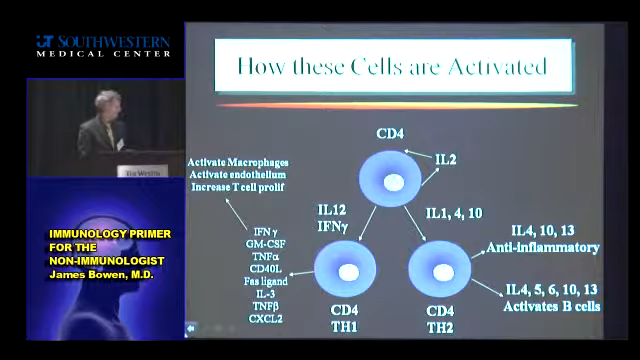 UT SOUTHWESTERN
MEDICAL CENTER
How these Cells are Activated
CD4
IL2
Activate Macrophages
Activate endothelium
Increase T cell prolif
IL12
IFNγ
IL1, 4, 10
IL4, 10, 13
Anti-inflammatory
IFN γ
GM-CSF
TNFα
CD40L
Fas ligand
IL-3
TNFβ
CXCL2
IL4, 5, 6, 10, 13
Activates B cells
CD4
TH1
CD4
TH2
THE WESTIN
IMMUNOLOGY PRIMER
FOR THE
NON-IMMUNOLOGIST
James Bowen, M.D.